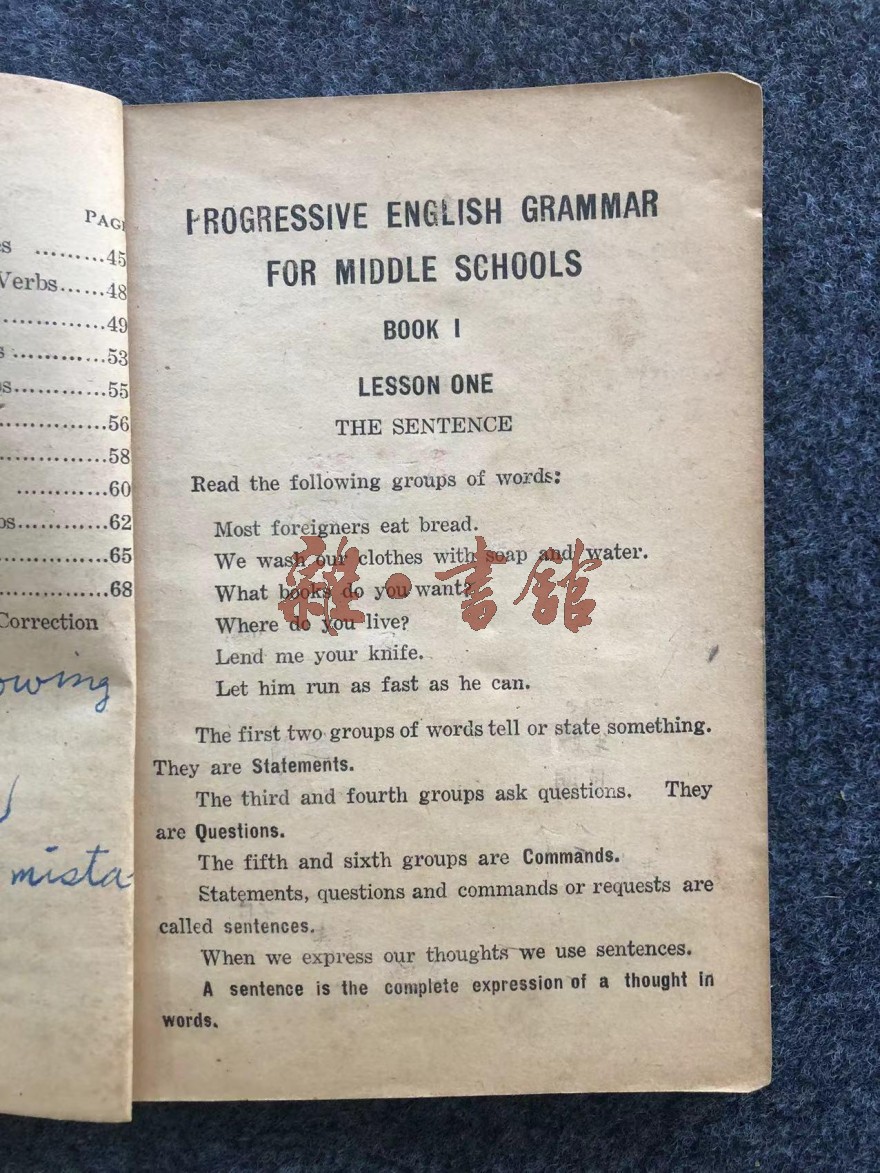 PAG
s .........45
Verbs......48
.............49
s ............53
s............55
..............56
..............58
............60
os............62
..............65
..............68
Correction
owing
mista
PROGRESSIVE ENGLISH GRAMMAR
FOR MIDDLE SCHOOLS
BOOK I
LESSON ONE
THE SENTENCE
Read the following groups of words:
Most foreigners eat bread.
We wash our clothes with soap and water.
What books do you want?
Where do you live?
Lend me your knife.
Let him run as fast as he can.
雜·書館
The first two groups of words tell or state something.
They are Statements.
The third and fourth groups ask questions. They
are Questions.
The fifth and sixth groups are Commands.
Statements, questions and commands or requests are
called sentences.
When we express our thoughts we use sentences.
A sentence is the complete expression of a thought in
words.